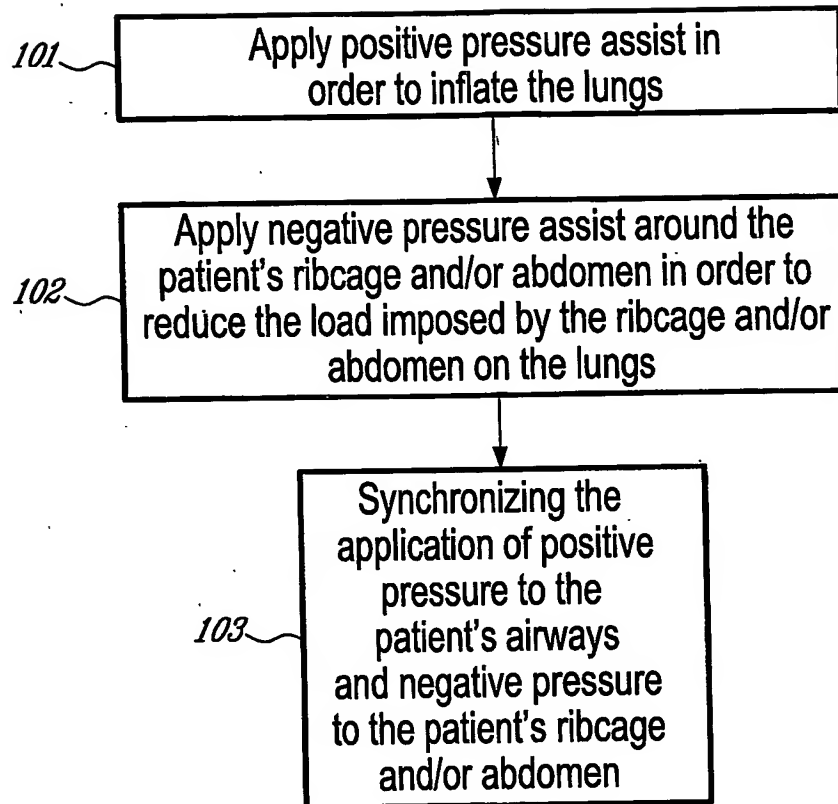 101
Apply positive pressure assist in
order to inflate the lungs
102
Apply negative pressure assist around the
patient's ribcage and/or abdomen in order to
reduce the load imposed by the ribcage and/or
abdomen on the lungs
103
Synchronizing the
application of positive
pressure to the
patient's airways
and negative pressure
to the patient's ribcage
and/or abdomen